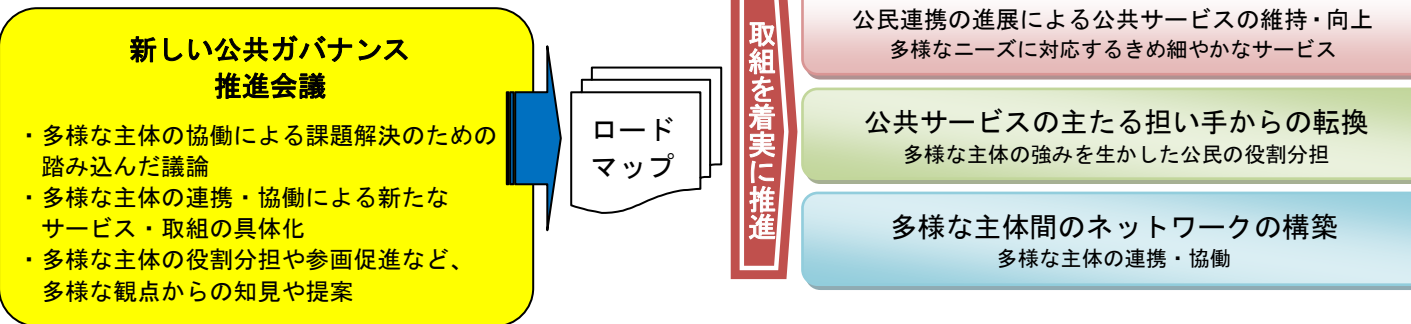 新しい公共ガバナンス
推進会議
・多様な主体の協働による課題解決のための
踏み込んだ議論
・多様な主体の連携・協働による新たな
サービス・取組の具体化
・多様な主体の役割分担や参画促進など、
多様な観点からの知見や提案
ロード
マップ
取組を着実に推進
公民連携の進展による公共サービスの維持・向上
多様なニーズに対応するきめ細やかなサービス
公共サービスの主たる担い手からの転換
多様な主体の強みを生かした公民の役割分担
多様な主体間のネットワークの構築
多様な主体の連携・協働